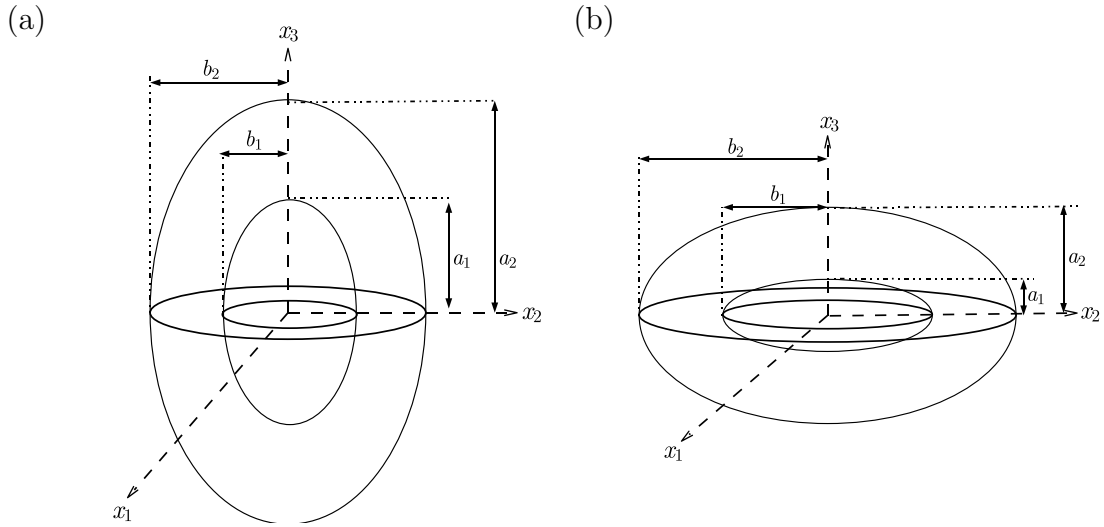 (a)
x₃
b₂
b₁
a₁
a₂
x₂
x₁
(b)
x₃
b₂
b₁
a₂
a₁
x₂
x₁